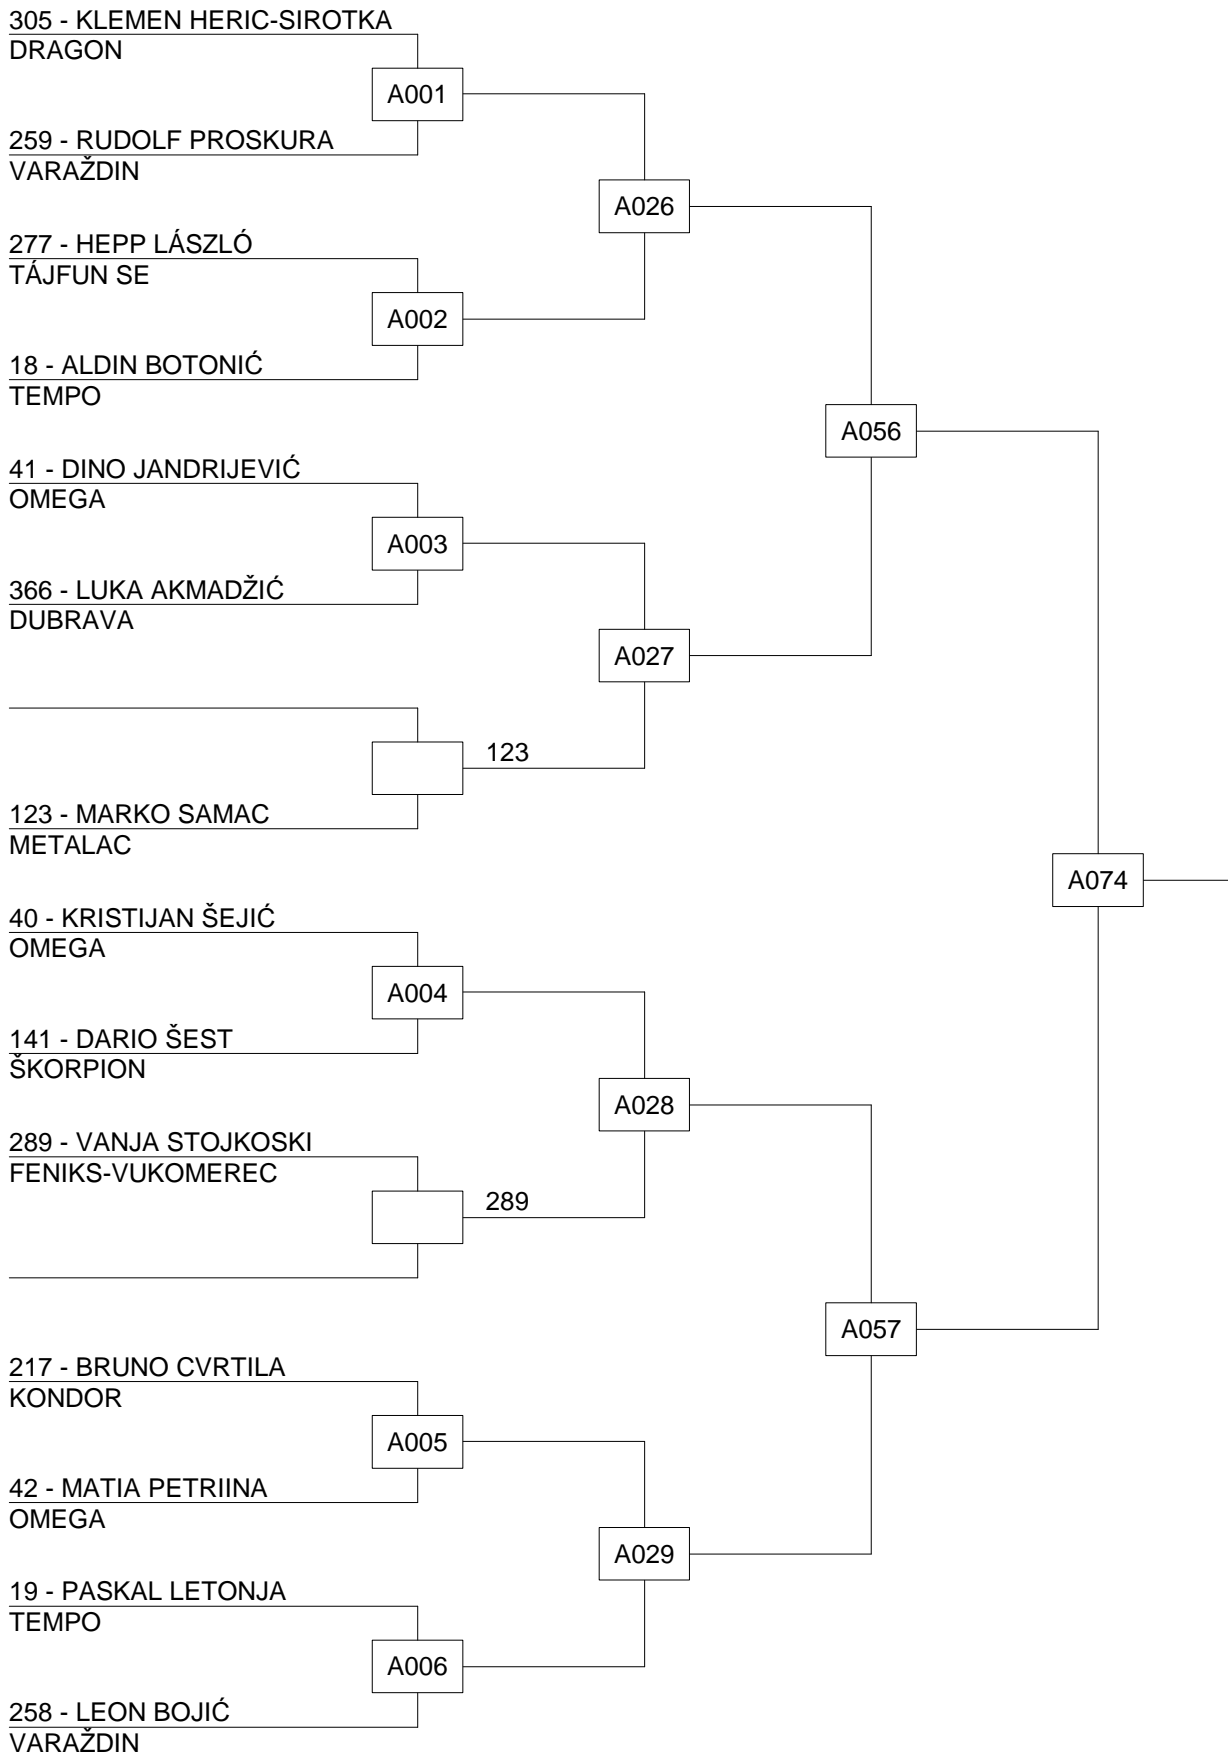 305 - KLEMEN HERIC-SIROTKA
DRAGON
A001
259 - RUDOLF PROSKURA
VARAŽDIN
A026
277 - HEPP LÁSZLÓ
TÁJFUN SE
A002
18 - ALDIN BOTONIĆ
TEMPO
A056
41 - DINO JANDRIJEVIĆ
OMEGA
A003
366 - LUKA AKMADŽIĆ
DUBRAVA
A027
123
123 - MARKO SAMAC
METALAC
A074
40 - KRISTIJAN ŠEJIĆ
OMEGA
A004
141 - DARIO ŠEST
ŠKORPION
A028
289 - VANJA STOJKOSKI
FENIKS-VUKOMEREC
289
A057
217 - BRUNO CVRTILA
KONDOR
A005
42 - MATIA PETRIINA
OMEGA
A029
19 - PASKAL LETONJA
TEMPO
A006
258 - LEON BOJIĆ
VARAŽDIN